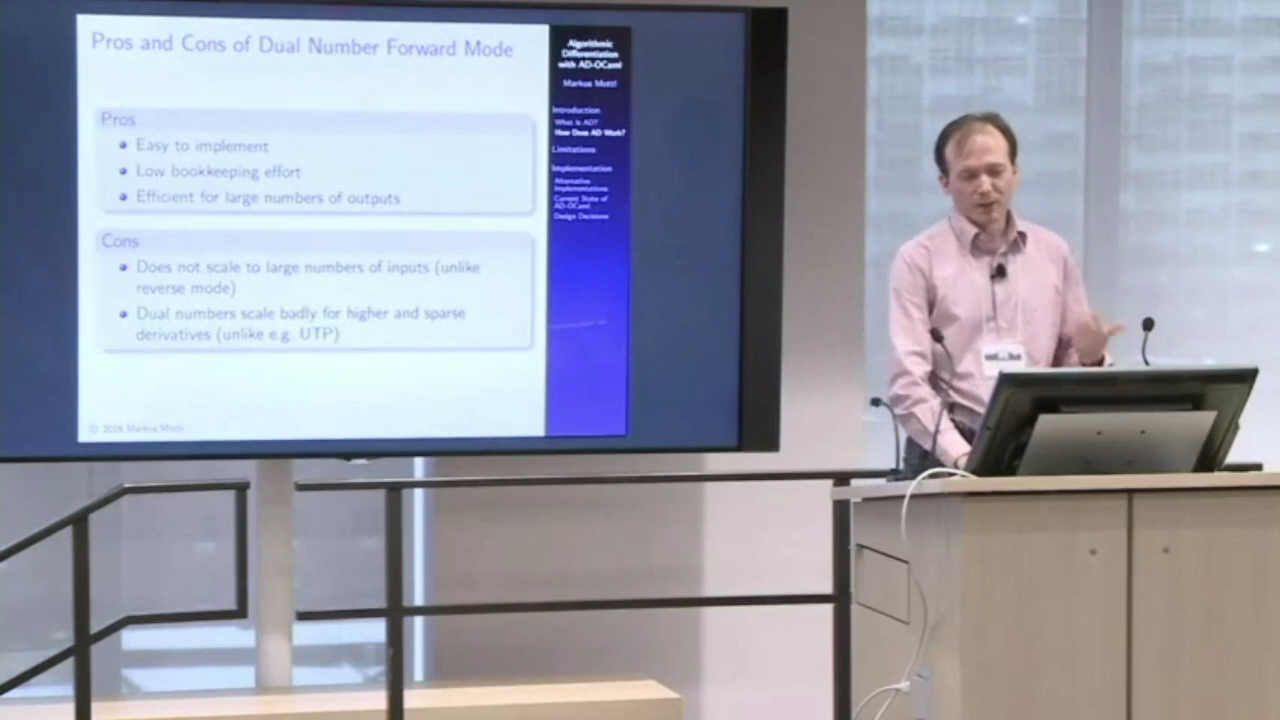 Pros and Cons of Dual Number Forward Mode
Pros
Easy to implement
Low bookkeeping effort
Efficient for large numbers of outputs
Cons
Does not scale to large numbers of inputs (unlike
reverse mode)
Dual numbers scale badly for higher and sparse
derivatives (unlike e.g. UTP)
© 2016 Markus Mottl
Algorithmic
Differentiation
with AD-OCaml
Markus Mottl
Introduction
What is AD?
How Does AD Work?
Limitations
Implementation
Alternative
Implementations
Current State of
AD-OCaml
Design Decisions